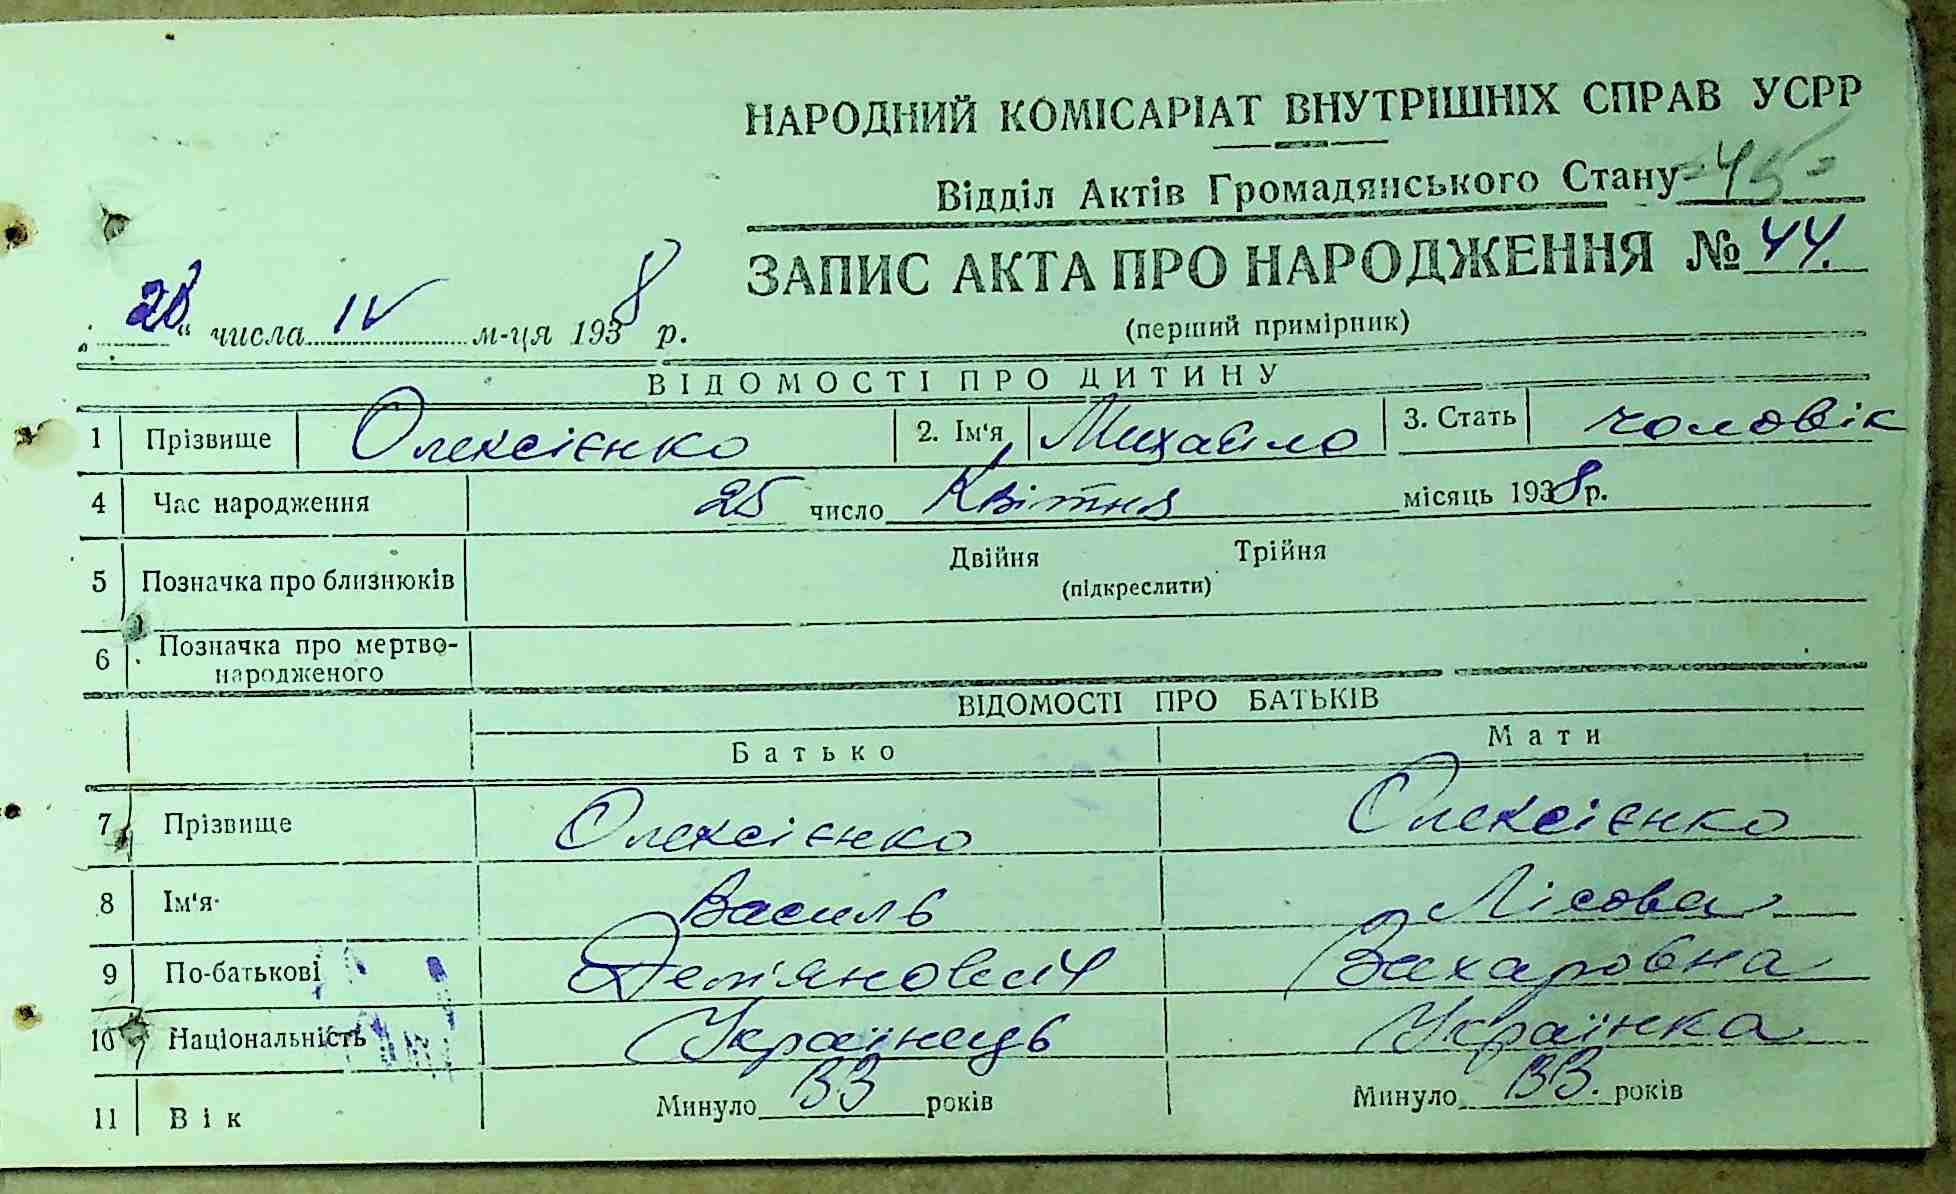 НАРОДНИЙ КОМІСАРІАТ ВНУТРІШНІХ СПРАВ УСРР
Відділ Актів Громадянського Стану -45-
ЗАПИС АКТА ПРО НАРОДЖЕННЯ № 44.
„28“ числа IV м-ця 1938 р.
(перший примірник)
ВІДОМОСТІ ПРО ДИТИНУ
1 Прізвище Олексієнко 2. Ім‘я Михайло 3. Стать чоловік
4 Час народження 25 число Квітня місяць 1938 р.
5 Позначка про близнюків Двійня Трійня
(підкреслити)
6 Позначка про мертво-
народженого
ВІДОМОСТІ ПРО БАТЬКІВ
Батько Мати
7 Прізвище Олексієнко Олексієнко
8 Ім‘я Василь Лісова
9 По-батькові Дем'янович Захаровна
10 Національність Українець Українка
11 Вік Минуло 33 років Минуло 33. років